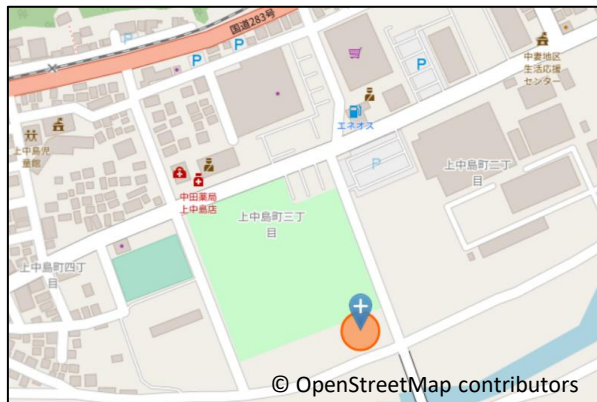 国道283号
P
P
P
P
中妻地区
生活応援
センター
エネオス
上中島児
童館
P
上中島町二丁
目
中田薬局
上中島店
上中島町三丁
目
上中島町四丁
目
© OpenStreetMap contributors